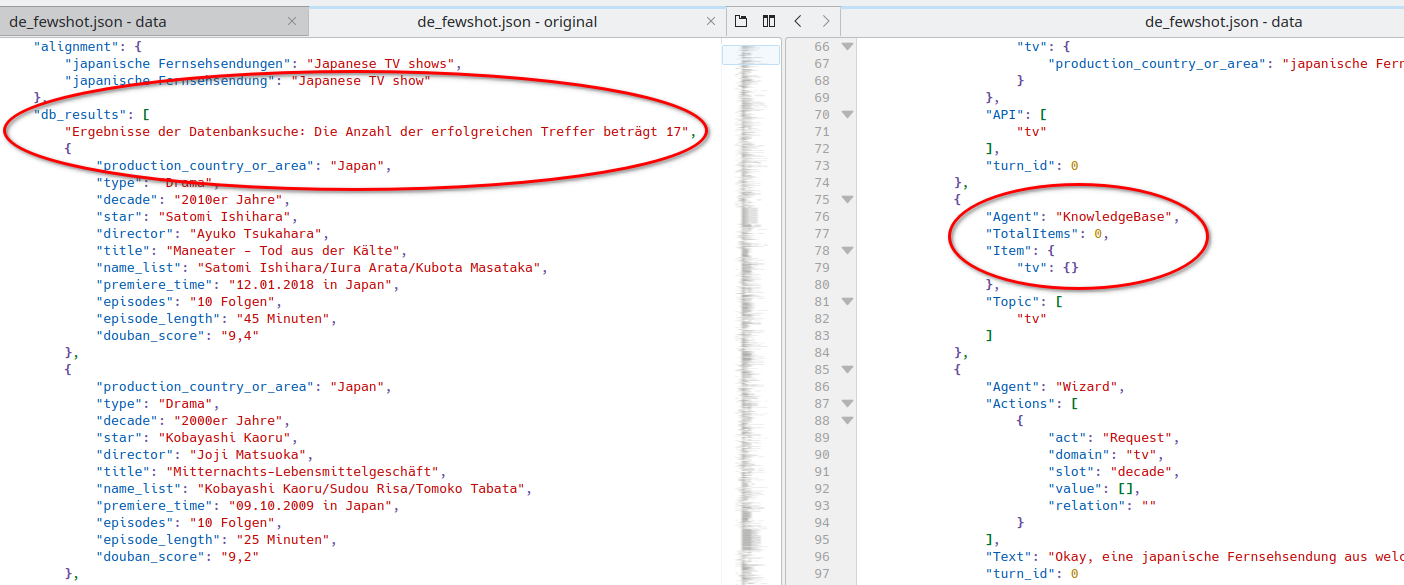 de_fewshot.json - data
de_fewshot.json - original
de_fewshot.json - data
"alignment": {
"japanische Fernsehsendungen": "Japanese TV shows",
"japanische Fernsehsendung": "Japanese TV show"
},
"db_results": [
"Ergebnisse der Datenbanksuche: Die Anzahl der erfolgreichen Treffer beträgt 17",
{
"production_country_or_area": "Japan",
"type": "Drama",
"decade": "2010er Jahre",
"star": "Satomi Ishihara",
"director": "Ayuko Tsukahara",
"title": "Maneater – Tod aus der Kälte",
"name_list": "Satomi Ishihara/Iura Arata/Kubota Masataka",
"premiere_time": "12.01.2018 in Japan",
"episodes": "10 Folgen",
"episode_length": "45 Minuten",
"douban_score": "9,4"
},
{
"production_country_or_area": "Japan",
"type": "Drama",
"decade": "2000er Jahre",
"star": "Kobayashi Kaoru",
"director": "Joji Matsuoka",
"title": "Mitternachts-Lebensmittelgeschäft",
"name_list": "Kobayashi Kaoru/Sudou Risa/Tomoko Tabata",
"premiere_time": "09.10.2009 in Japan",
"episodes": "10 Folgen",
"episode_length": "25 Minuten",
"douban_score": "9,2"
},
66 "tv": {
67 "production_country_or_area": "japanische Fern
68 }
69 },
70 "API": [
71 "tv"
72 ],
73 "turn_id": 0
74 },
75 {
76 "Agent": "KnowledgeBase",
77 "TotalItems": 0,
78 "Item": {
79 "tv": {}
80 },
81 "Topic": [
82 "tv"
83 ]
84 },
85 {
86 "Agent": "Wizard",
87 "Actions": [
88 {
89 "act": "Request",
90 "domain": "tv",
91 "slot": "decade",
92 "value": [],
93 "relation": ""
94 }
95 ],
96 "Text": "Okay, eine japanische Fernsehsendung aus welc
97 "turn_id": 0